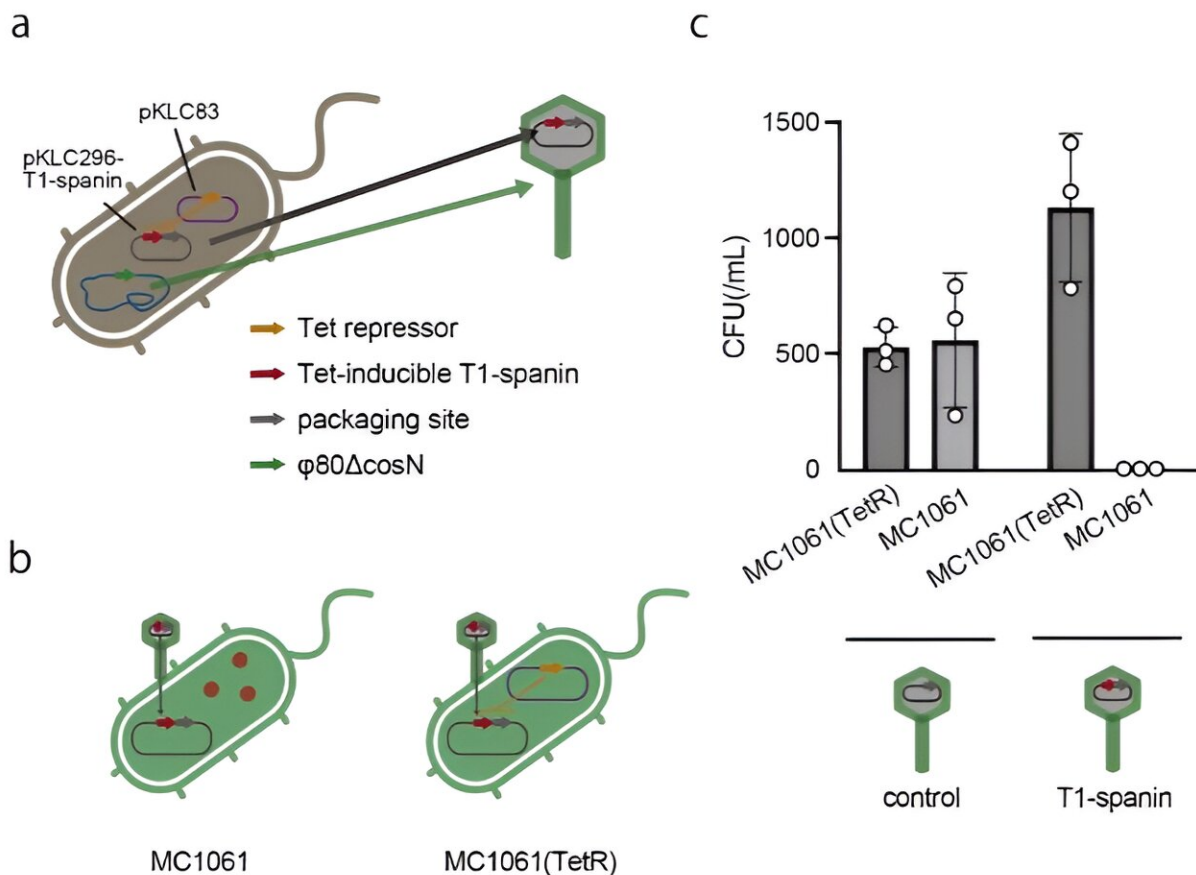 a
pKLC83
pKLC296-
T1-spanin
Tet repressor
Tet-inducible T1-spanin
packaging site
φ80ΔcosN
b
MC1061
MC1061(TetR)
c
CFU(/mL)
1500
1000
500
0
MC1061(TetR)
MC1061
MC1061(TetR)
MC1061
control
T1-spanin